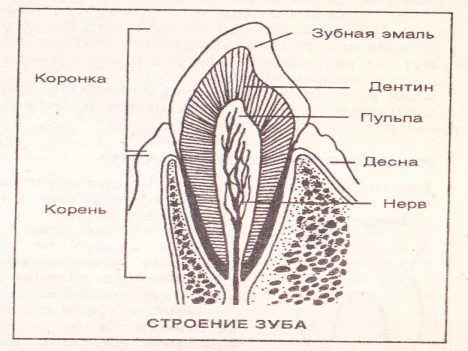 Зубная эмаль
Коронка
Дентин
Пульпа
Десна
Корень
Нерв
СТРОЕНИЕ ЗУБА